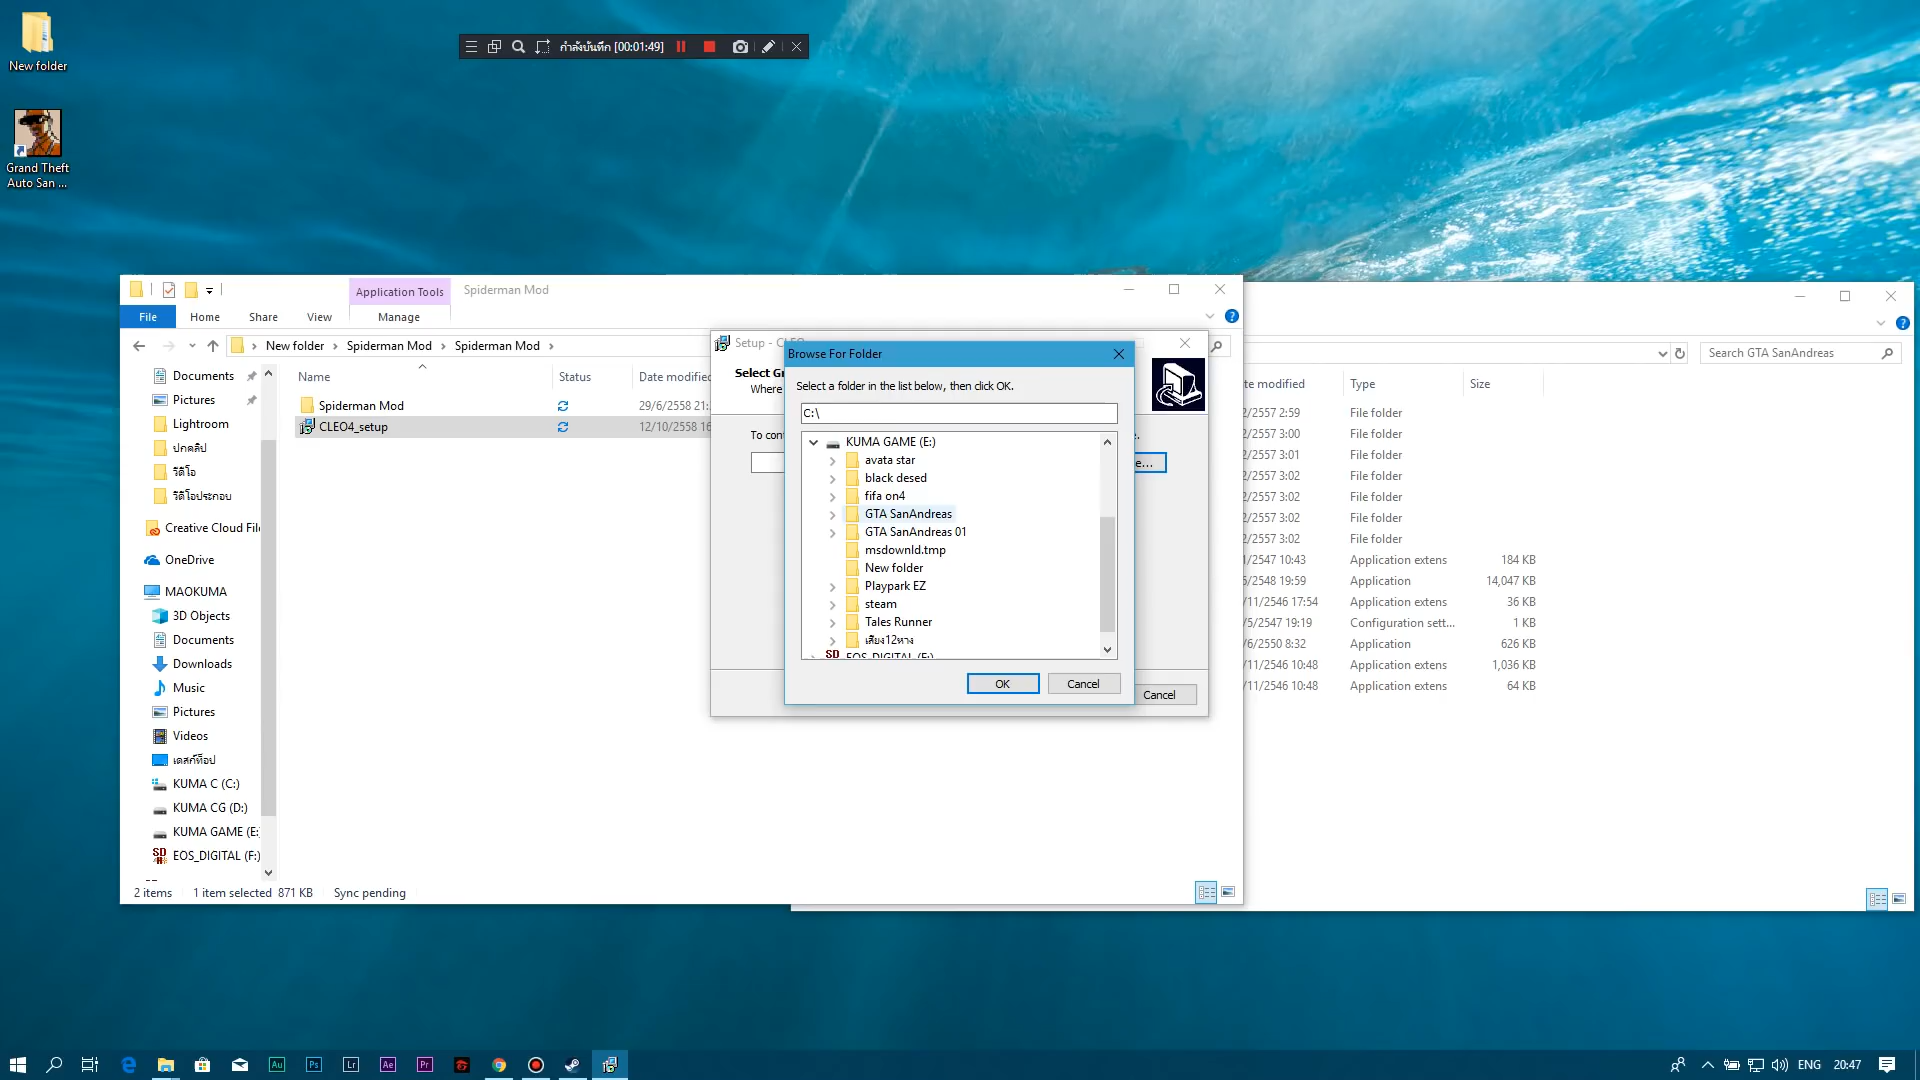 New folder
Grand Theft
Auto San ...
กำลังบันทึก [00:01:49]
Application Tools
Spiderman Mod
File
Home
Share
View
Manage
New folder
Spiderman Mod
Spiderman Mod
Name
Status
Date modified
Spiderman Mod
29/6/2558 21:
CLEO4_setup
12/10/2558 16
Documents
Pictures
Lightroom
ปกคลิป
วีดีโอ
วีดีโอประกอบ
Creative Cloud File
OneDrive
MAOKUMA
3D Objects
Documents
Downloads
Music
Pictures
Videos
เดสก์ท็อป
KUMA C (C:)
KUMA CG (D:)
KUMA GAME (E:
EOS_DIGITAL (F:)
2 items
1 item selected 871 KB
Sync pending
Setup - CLEO
Select Gr
Where
To con
e...
Cancel
Browse For Folder
Select a folder in the list below, then click OK.
C:\
KUMA GAME (E:)
avata star
black desed
fifa on4
GTA SanAndreas
GTA SanAndreas 01
msdownld.tmp
New folder
Playpark EZ
steam
Tales Runner
เสียง12หาง
EOS_DIGITAL (F:)
OK
Cancel
Search GTA SanAndreas
te modified
Type
Size
2/2557 2:59
File folder
2/2557 3:00
File folder
2/2557 3:01
File folder
2/2557 3:02
File folder
2/2557 3:02
File folder
2/2557 3:02
File folder
2/2557 3:02
File folder
1/2547 10:43
Application extens
184 KB
6/2548 19:59
Application
14,047 KB
/11/2546 17:54
Application extens
36 KB
/5/2547 19:19
Configuration sett...
1 KB
/6/2550 8:32
Application
626 KB
/11/2546 10:48
Application extens
1,036 KB
/11/2546 10:48
Application extens
64 KB
Au
Ps
Lr
Ae
Pr
ENG
20:47